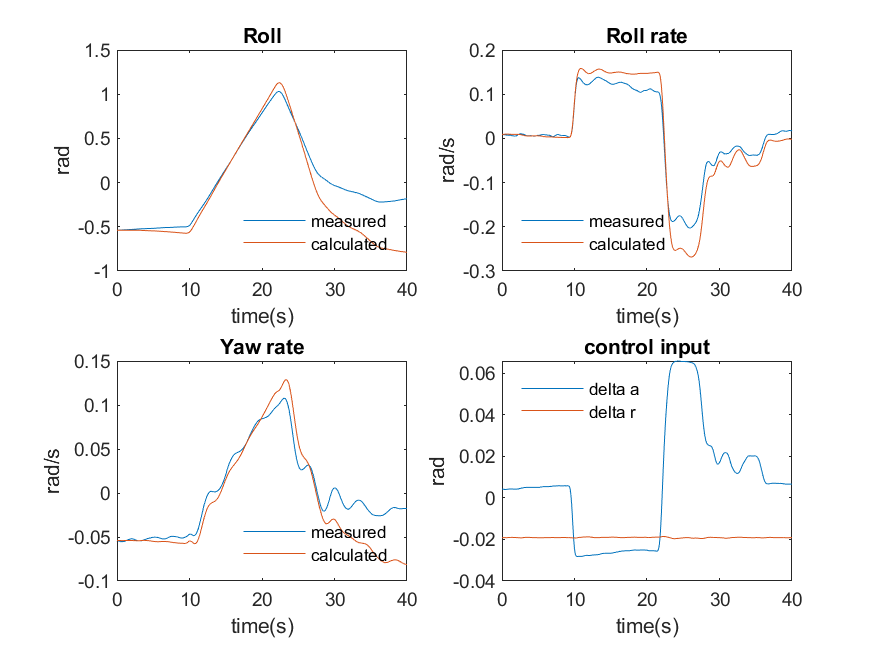 Roll
1.5
1
0.5
0
-0.5
-1
rad
measured
calculated
0
10
20
30
40
time(s)
Roll rate
0.2
0.1
0
-0.1
-0.2
-0.3
rad/s
measured
calculated
0
10
20
30
40
time(s)
Yaw rate
0.15
0.1
0.05
0
-0.05
-0.1
rad/s
measured
calculated
0
10
20
30
40
time(s)
control input
0.06
0.04
0.02
0
-0.02
-0.04
rad
delta a
delta r
0
10
20
30
40
time(s)